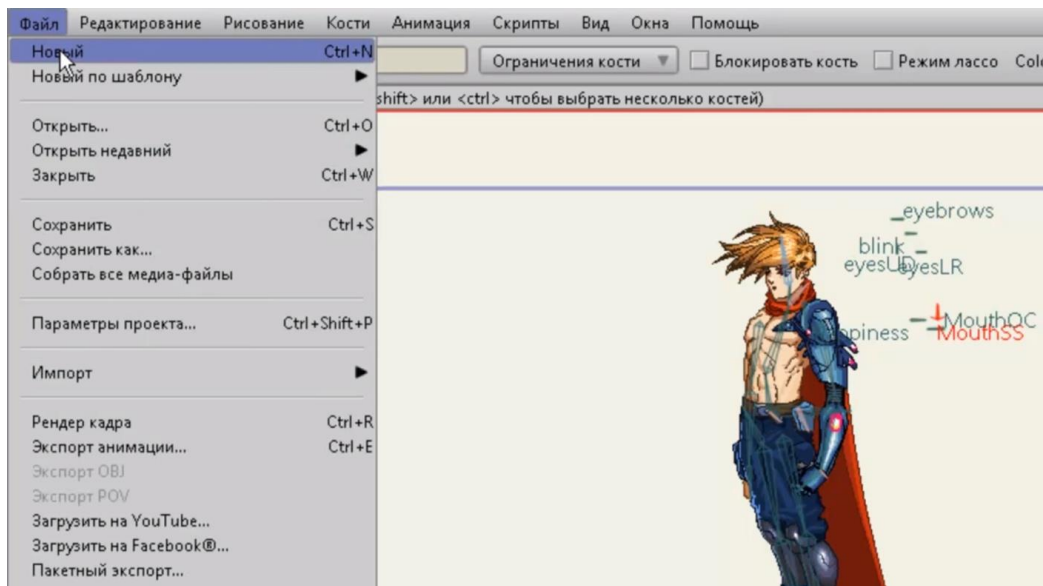 Файл Редактирование Рисование Кости Анимация Скрипты Вид Окна Помощь
Новый Ctrl+N
Ограничения кости Блокировать кость Режим лассо
Новый по шаблону
shift> или <ctrl> чтобы выбрать несколько костей)
Открыть... Ctrl+O
Открыть недавний
Закрыть Ctrl+W
Сохранить Ctrl+S
Сохранить как...
Собрать все медиа-файлы
Параметры проекта... Ctrl+Shift+P
Импорт
Рендер кадра Ctrl+R
Экспорт анимации... Ctrl+E
Экспорт OBJ
Экспорт POV
Загрузить на YouTube...
Загрузить на Facebook®...
Пакетный экспорт...
eyebrows
blink
eyesUD eyesLR
MouthOC
piness MouthSS